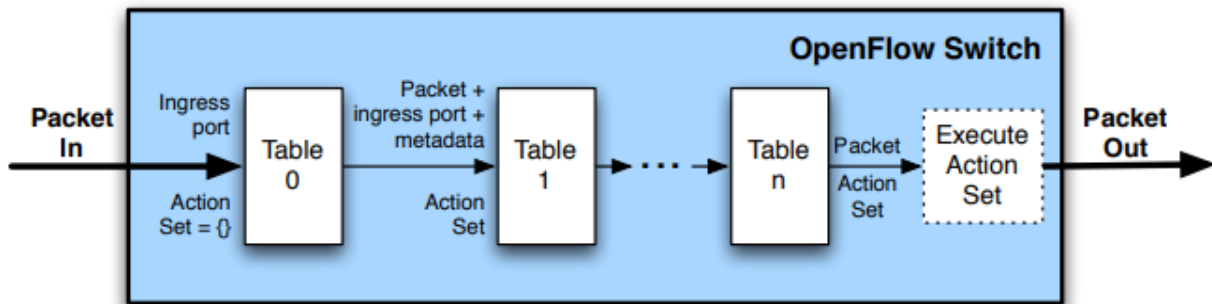 OpenFlow Switch
Packet
In
Ingress
port
Action
Set = {}
Table
0
Packet +
ingress port +
metadata
Action
Set
Table
1
...
Table
n
Packet
Action
Set
Execute
Action
Set
Packet
Out